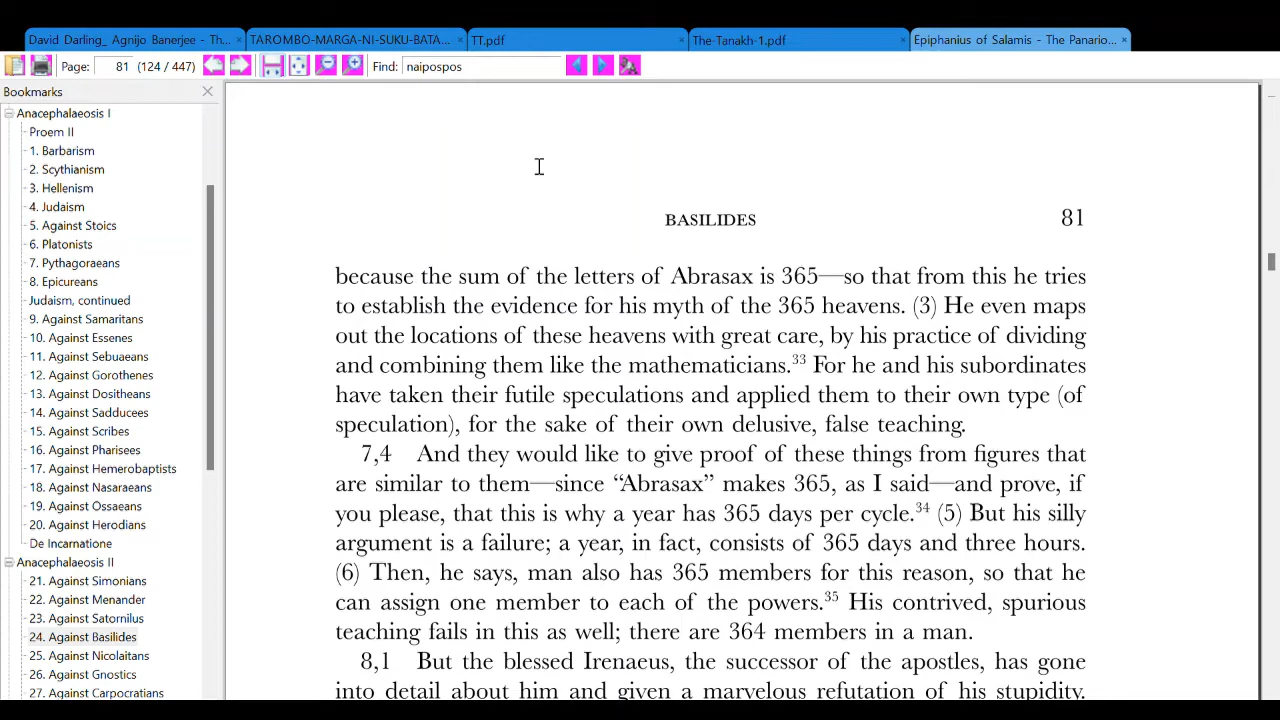 David Darling_ Agnijo Banerjee - Th... ×
TAROMBO-MARGA-NI-SUKU-BATA... ×
TT.pdf ×
The-Tanakh-1.pdf ×
Epiphanius of Salamis - The Panario... ×
Page: 81 (124 / 447) Find: naipospos
Bookmarks
Anacephalaeosis I
Proem II
1. Barbarism
2. Scythianism
3. Hellenism
4. Judaism
5. Against Stoics
6. Platonists
7. Pythagoraeans
8. Epicureans
Judaism, continued
9. Against Samaritans
10. Against Essenes
11. Against Sebuaeans
12. Against Gorothenes
13. Against Dositheans
14. Against Sadducees
15. Against Scribes
16. Against Pharisees
17. Against Hemerobaptists
18. Against Nasaraeans
19. Against Ossaeans
20. Against Herodians
De Incarnatione
Anacephalaeosis II
21. Against Simonians
22. Against Menander
23. Against Satornilus
24. Against Basilides
25. Against Nicolaitans
26. Against Gnostics
27. Against Carpocratians
BASILIDES 81
because the sum of the letters of Abrasax is 365—so that from this he tries
to establish the evidence for his myth of the 365 heavens. (3) He even maps
out the locations of these heavens with great care, by his practice of dividing
and combining them like the mathematicians.33 For he and his subordinates
have taken their futile speculations and applied them to their own type (of
speculation), for the sake of their own delusive, false teaching.
7,4 And they would like to give proof of these things from figures that
are similar to them—since “Abrasax” makes 365, as I said—and prove, if
you please, that this is why a year has 365 days per cycle.34 (5) But his silly
argument is a failure; a year, in fact, consists of 365 days and three hours.
(6) Then, he says, man also has 365 members for this reason, so that he
can assign one member to each of the powers.35 His contrived, spurious
teaching fails in this as well; there are 364 members in a man.
8,1 But the blessed Irenaeus, the successor of the apostles, has gone
into detail about him and given a marvelous refutation of his stupidity.